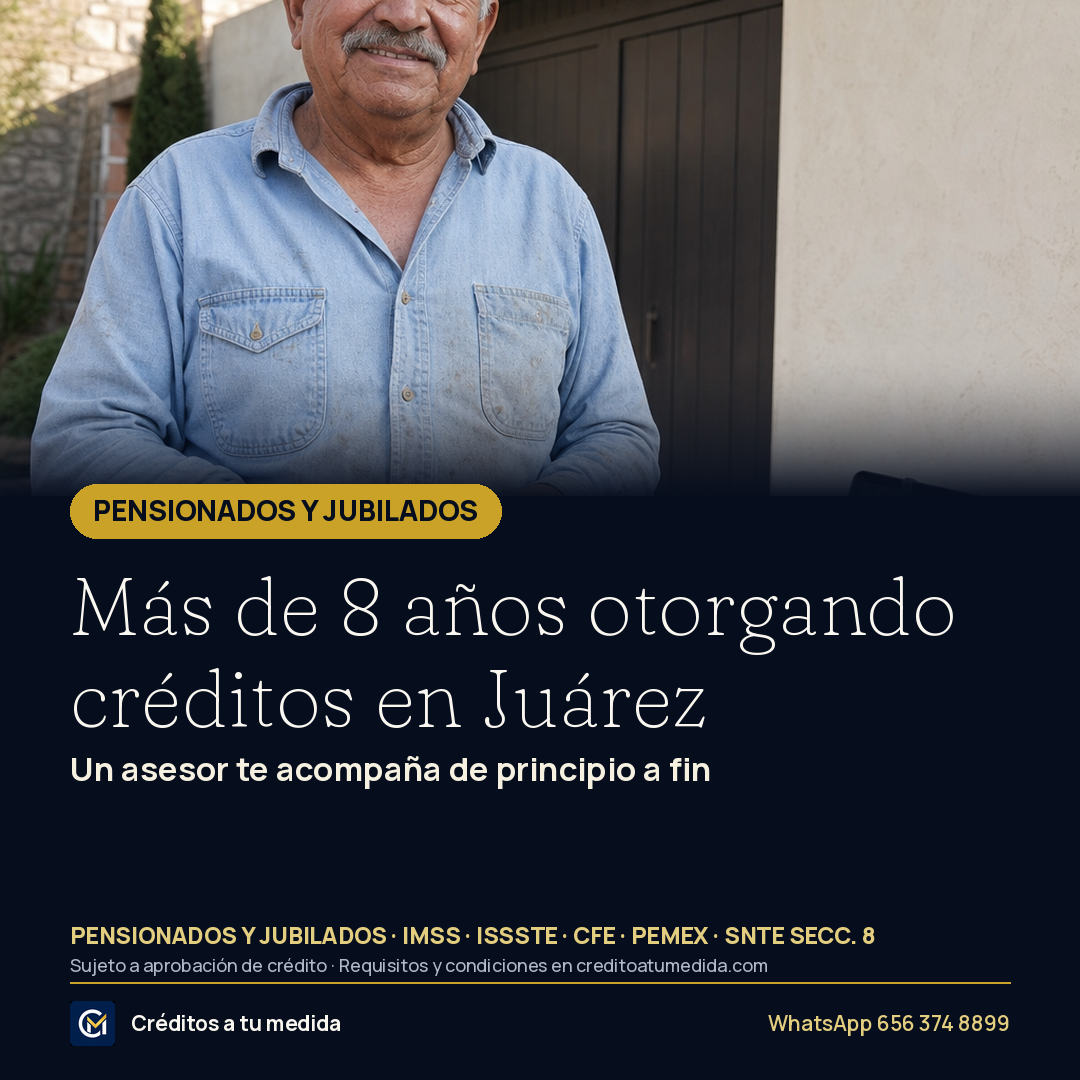 PENSIONADOS Y JUBILADOS
Más de 8 años otorgando
créditos en Juárez
Un asesor te acompaña de principio a fin
PENSIONADOS Y JUBILADOS · IMSS · ISSSTE · CFE · PEMEX · SNTE SECC. 8
Sujeto a aprobación de crédito · Requisitos y condiciones en creditoatumedida.com
Créditos a tu medida
WhatsApp 656 374 8899